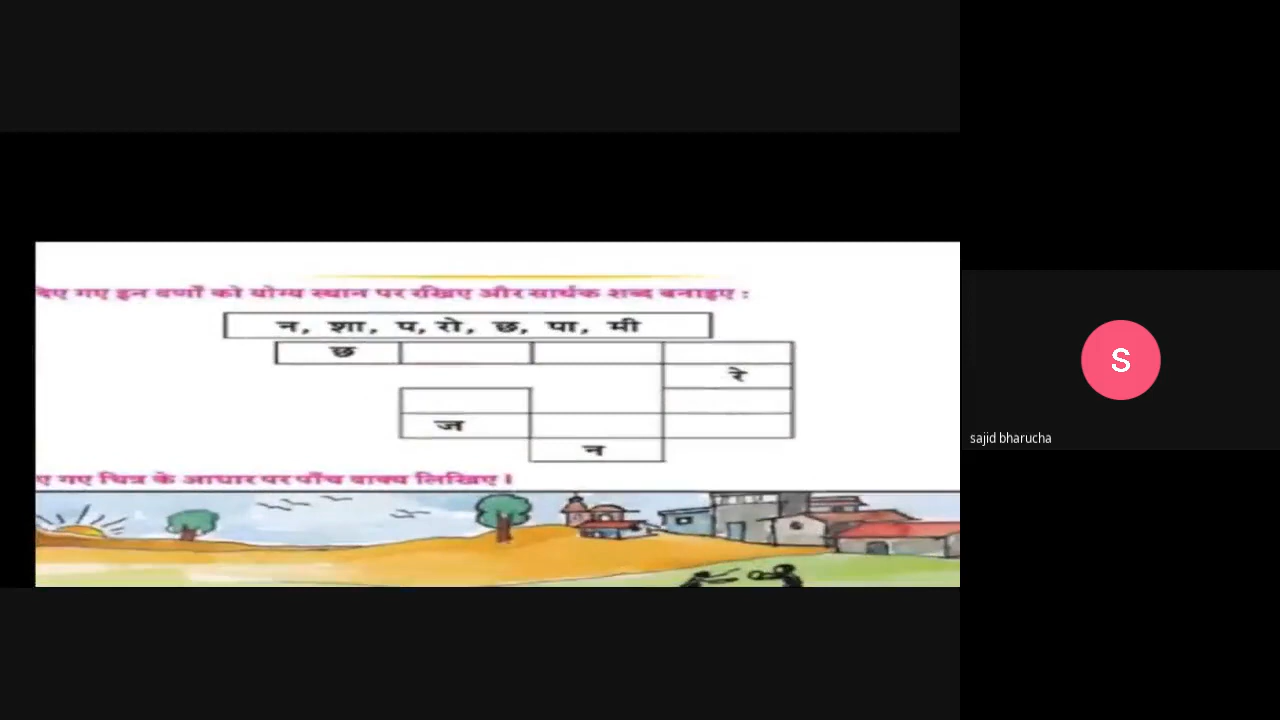 दिए गए इन वर्णों को योग्य स्थान पर रखिए और सार्थक शब्द बनाइए :
न, शा, प, रो, छ, पा, मी
छ
रे
ज
न
ए गए चित्र के आधार पर पाँच वाक्य लिखिए ।
S
sajid bharucha